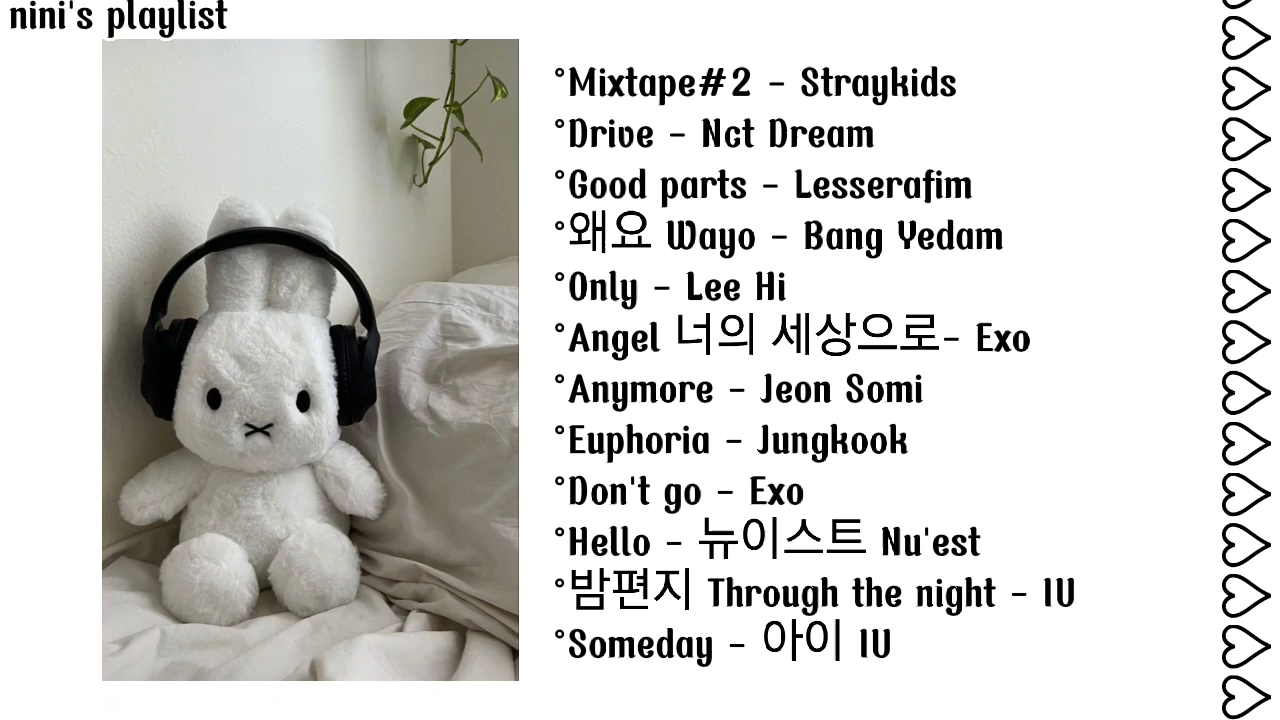 nini's playlist
°Mixtape#2 - Straykids
°Drive - Nct Dream
°Good parts - Lesserafim
°왜요 Wayo - Bang Yedam
°Only - Lee Hi
°Angel 너의 세상으로- Exo
°Anymore - Jeon Somi
°Euphoria - Jungkook
°Don't go - Exo
°Hello - 뉴이스트 Nu'est
°밤편지 Through the night - IU
°Someday - 아이 IU